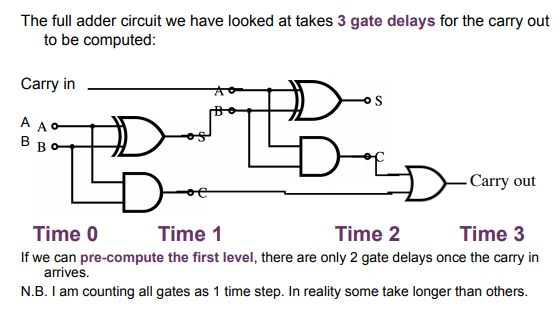 The full adder circuit we have looked at takes 3 gate delays for the carry out
to be computed:
Carry in
A
B
S
A
A
B
B
S
C
C
Carry out
Time 0
Time 1
Time 2
Time 3
If we can pre-compute the first level, there are only 2 gate delays once the carry in
arrives.
N.B. I am counting all gates as 1 time step. In reality some take longer than others.